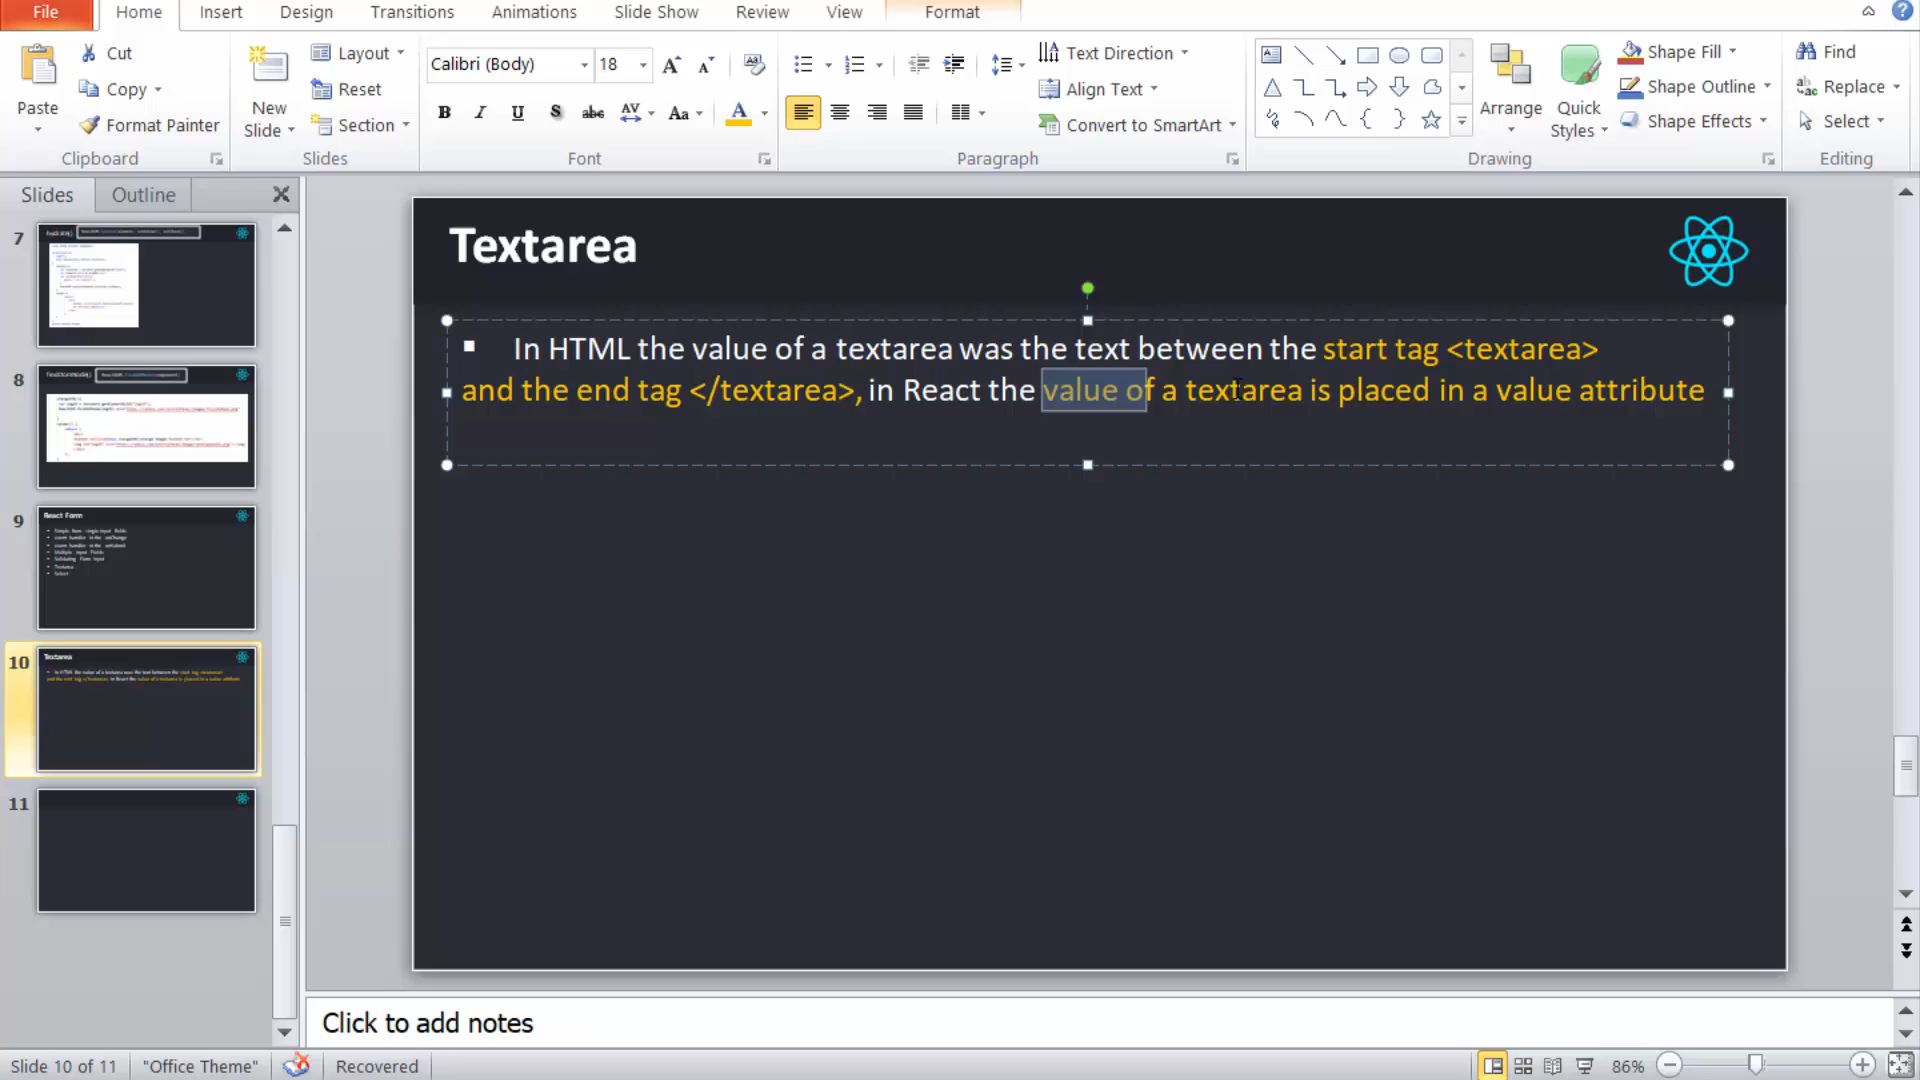 File Home Insert Design Transitions Animations Slide Show Review View Format
Paste
Cut
Copy
Format Painter
Clipboard
New Slide
Layout
Reset
Section
Slides
Calibri (Body) 18
Font
Text Direction
Align Text
Convert to SmartArt
Paragraph
Arrange
Quick Styles
Shape Fill
Shape Outline
Shape Effects
Drawing
Find
Replace
Select
Editing
Slides Outline
7
8
9
React Form
10
Textarea
11
Textarea
In HTML the value of a textarea was the text between the start tag <textarea>
and the end tag </textarea>, in React the value of a textarea is placed in a value attribute
Click to add notes
Slide 10 of 11 "Office Theme" Recovered 86%